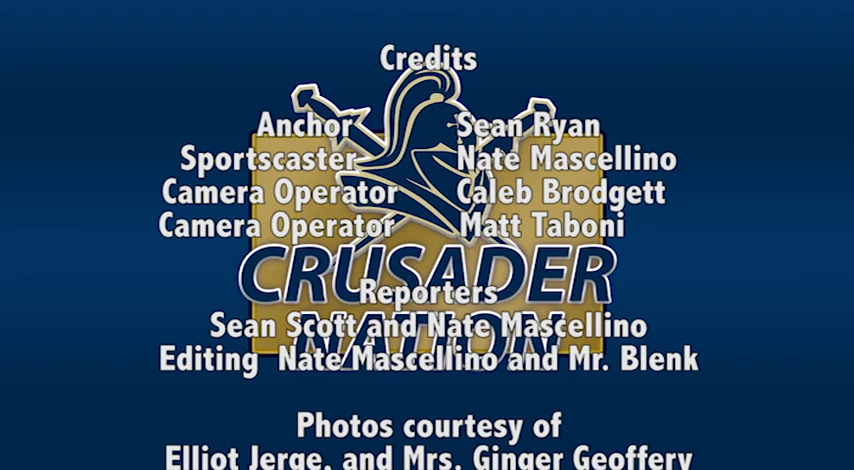 Credits
Anchor Sean Ryan
Sportscaster Nate Mascellino
Camera Operator Caleb Brodgett
Camera Operator Matt Taboni
CRUSADER
Reporters
Sean Scott and Nate Mascellino
NATION
Editing Nate Mascellino and Mr. Blenk
Photos courtesy of
Elliot Jerge, and Mrs. Ginger Geoffery